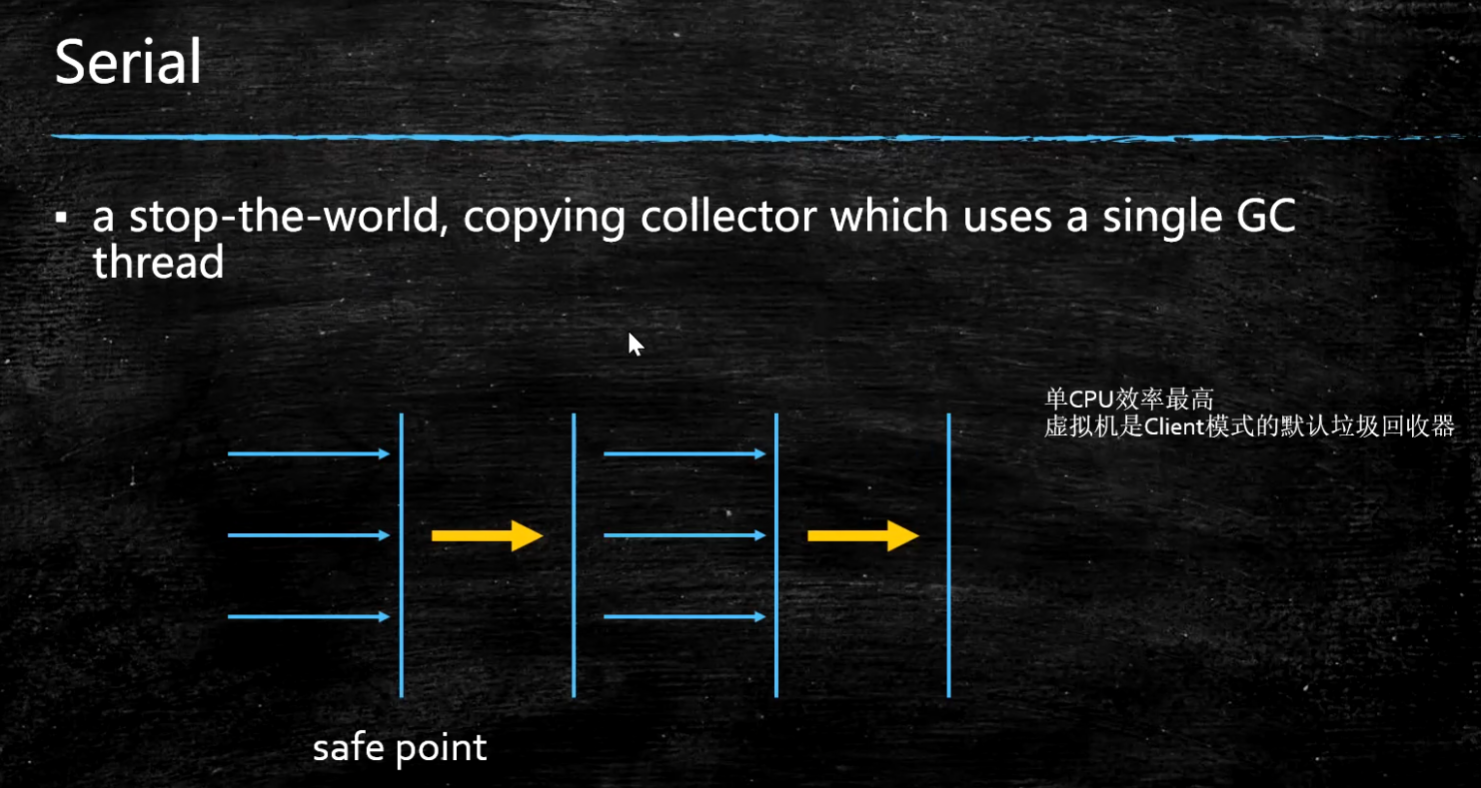 Serial
▪ a stop-the-world, copying collector which uses a single GC
thread
单CPU效率最高
虚拟机是Client模式的默认垃圾回收器
safe point